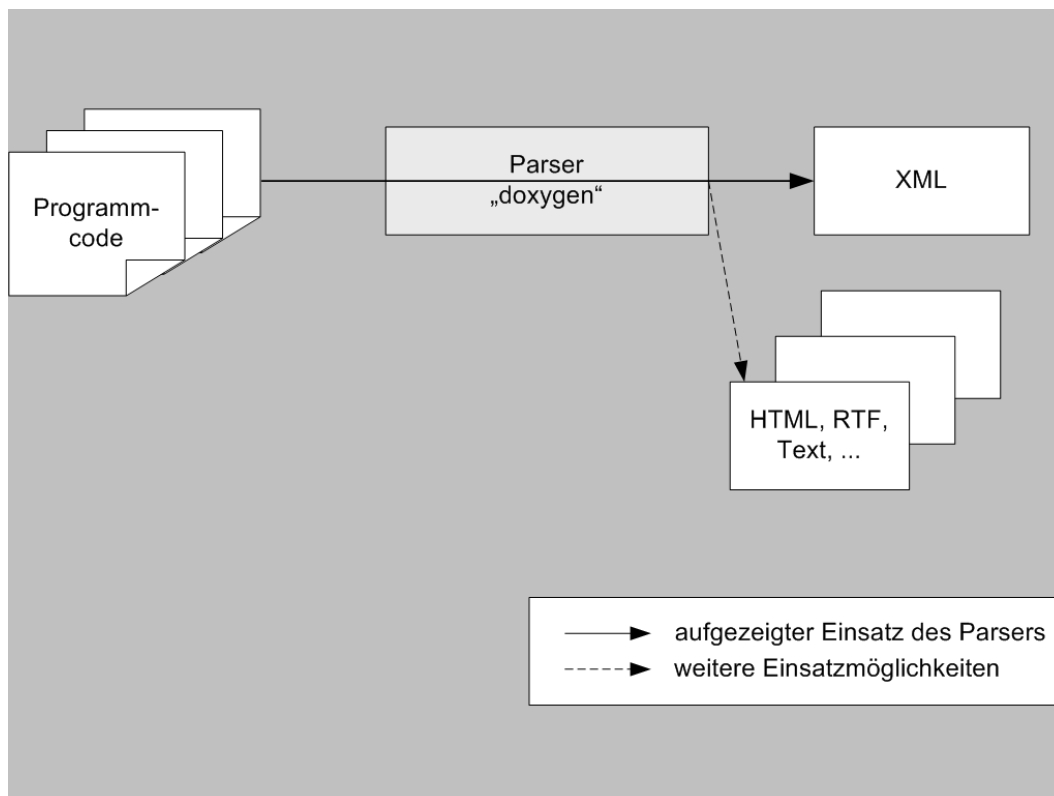 Programm-
code
Parser
„doxygen“
XML
HTML, RTF,
Text, ...
aufgezeigter Einsatz des Parsers
weitere Einsatzmöglichkeiten